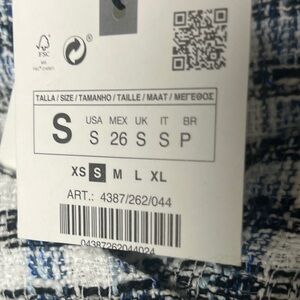 FSC
TALLA / SIZE / TAMANHO / TAILLE / MAAT / ΜΕΓΕΘΟΣ
S USA MEX UK IT BR
S 26 S S P
XS S M L XL
ART.: 4387/262/044
04387262044024